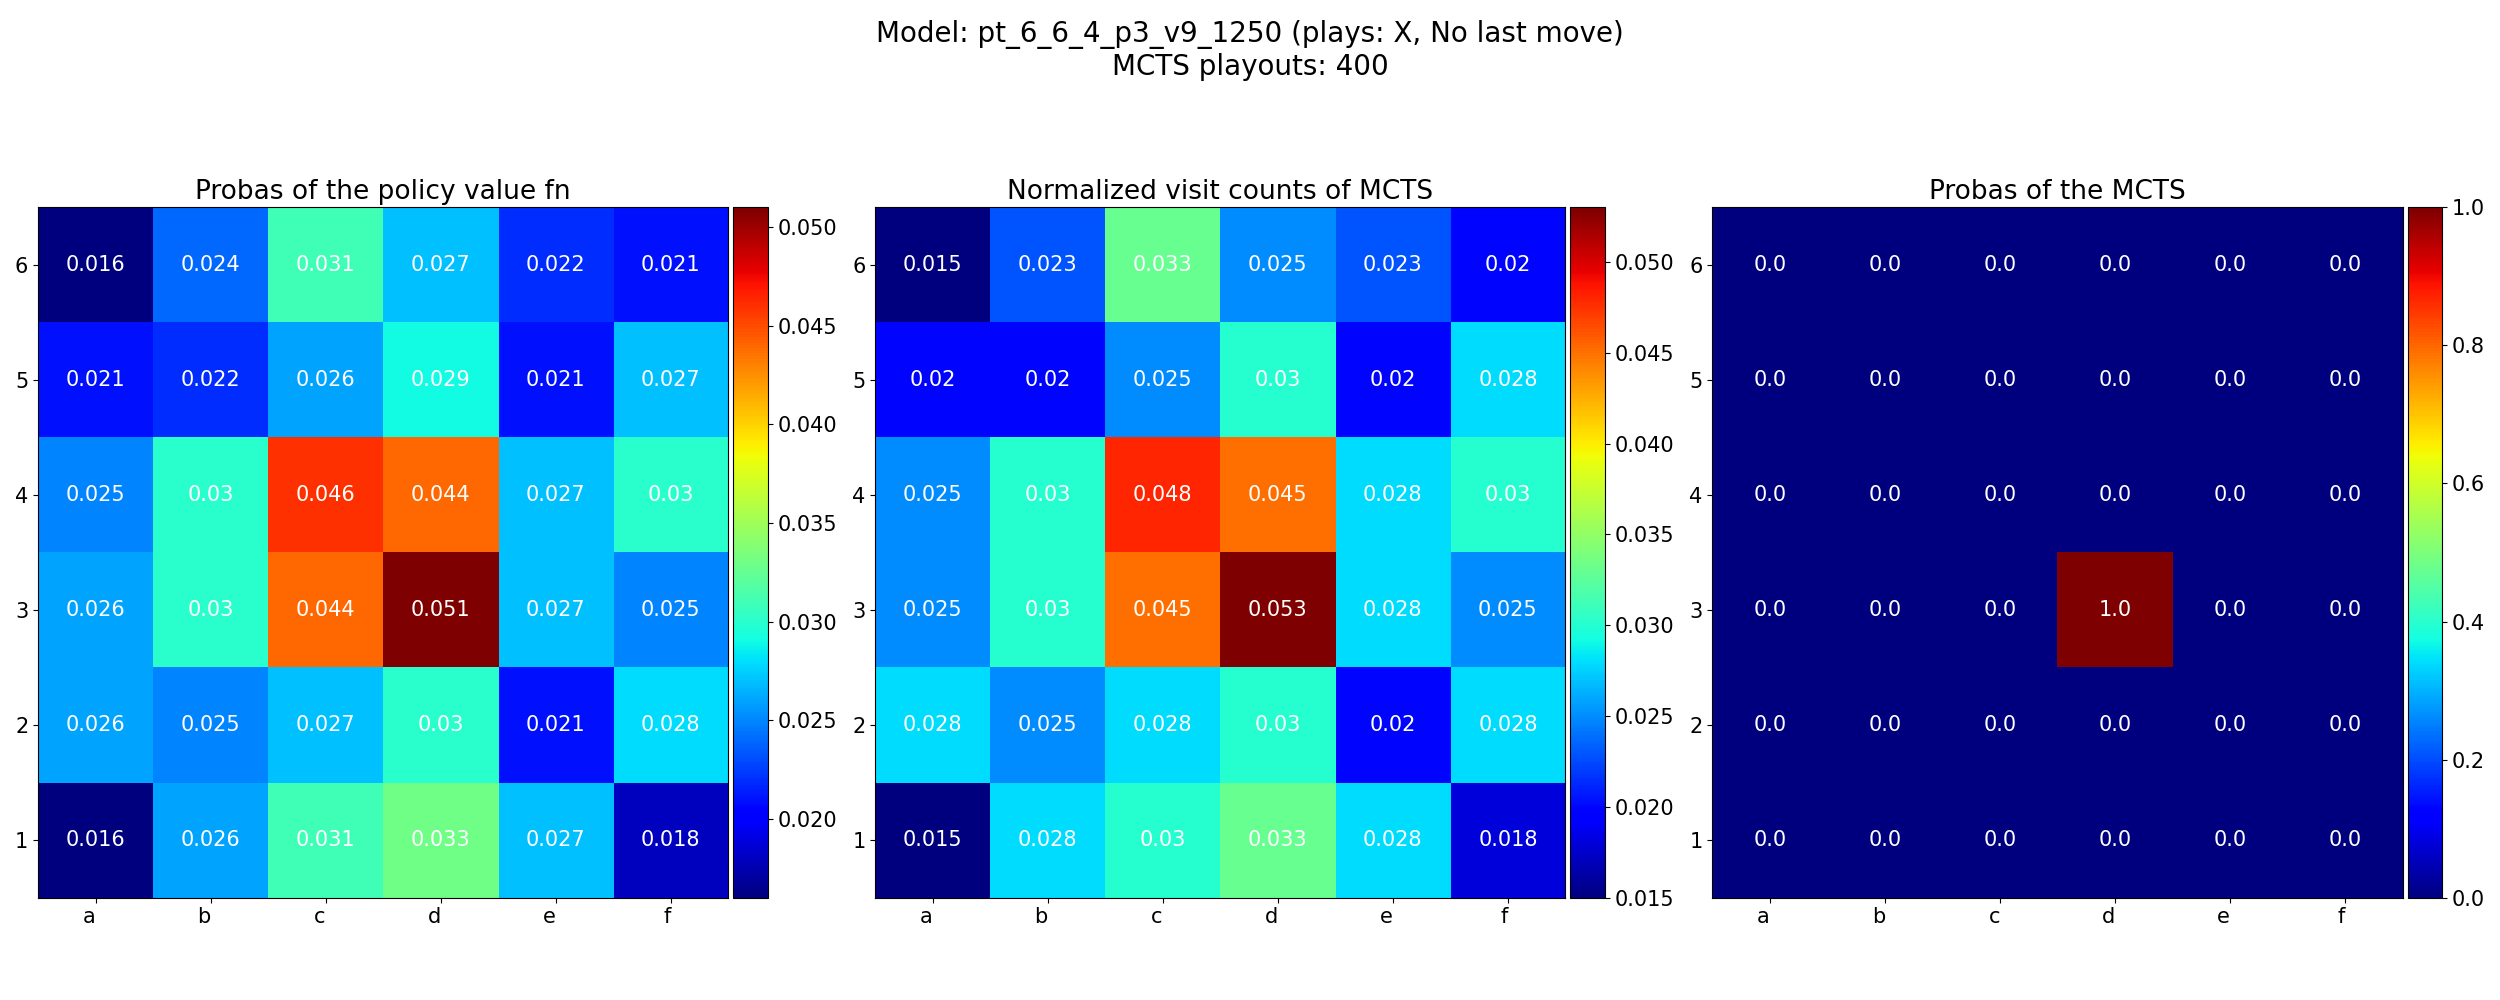 Model: pt_6_6_4_p3_v9_1250 (plays: X, No last move)
MCTS playouts: 400
Probas of the policy value fn
6 0.016 0.024 0.031 0.027 0.022 0.021
5 0.021 0.022 0.026 0.029 0.021 0.027
4 0.025 0.03 0.046 0.044 0.027 0.03
3 0.026 0.03 0.044 0.051 0.027 0.025
2 0.026 0.025 0.027 0.03 0.021 0.028
1 0.016 0.026 0.031 0.033 0.027 0.018
a b c d e f
0.050
0.045
0.040
0.035
0.030
0.025
0.020
Normalized visit counts of MCTS
6 0.015 0.023 0.033 0.025 0.023 0.02
5 0.02 0.02 0.025 0.03 0.02 0.028
4 0.025 0.03 0.048 0.045 0.028 0.03
3 0.025 0.03 0.045 0.053 0.028 0.025
2 0.028 0.025 0.028 0.03 0.02 0.028
1 0.015 0.028 0.03 0.033 0.028 0.018
a b c d e f
0.050
0.045
0.040
0.035
0.030
0.025
0.020
0.015
Probas of the MCTS
6 0.0 0.0 0.0 0.0 0.0 0.0
5 0.0 0.0 0.0 0.0 0.0 0.0
4 0.0 0.0 0.0 0.0 0.0 0.0
3 0.0 0.0 0.0 1.0 0.0 0.0
2 0.0 0.0 0.0 0.0 0.0 0.0
1 0.0 0.0 0.0 0.0 0.0 0.0
a b c d e f
1.0
0.8
0.6
0.4
0.2
0.0